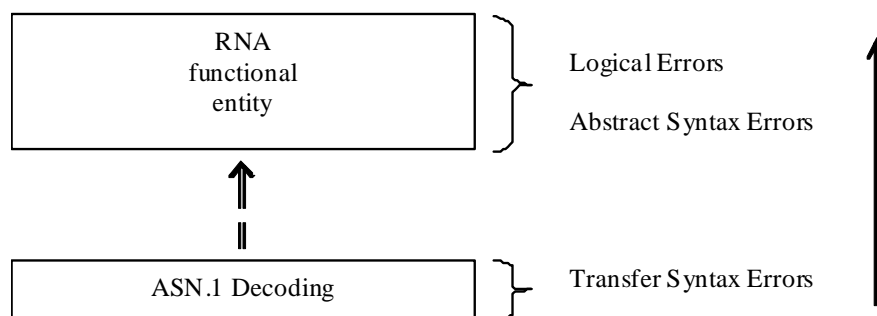 RNA
functional
entity
Logical Errors
Abstract Syntax Errors
ASN.1 Decoding
Transfer Syntax Errors